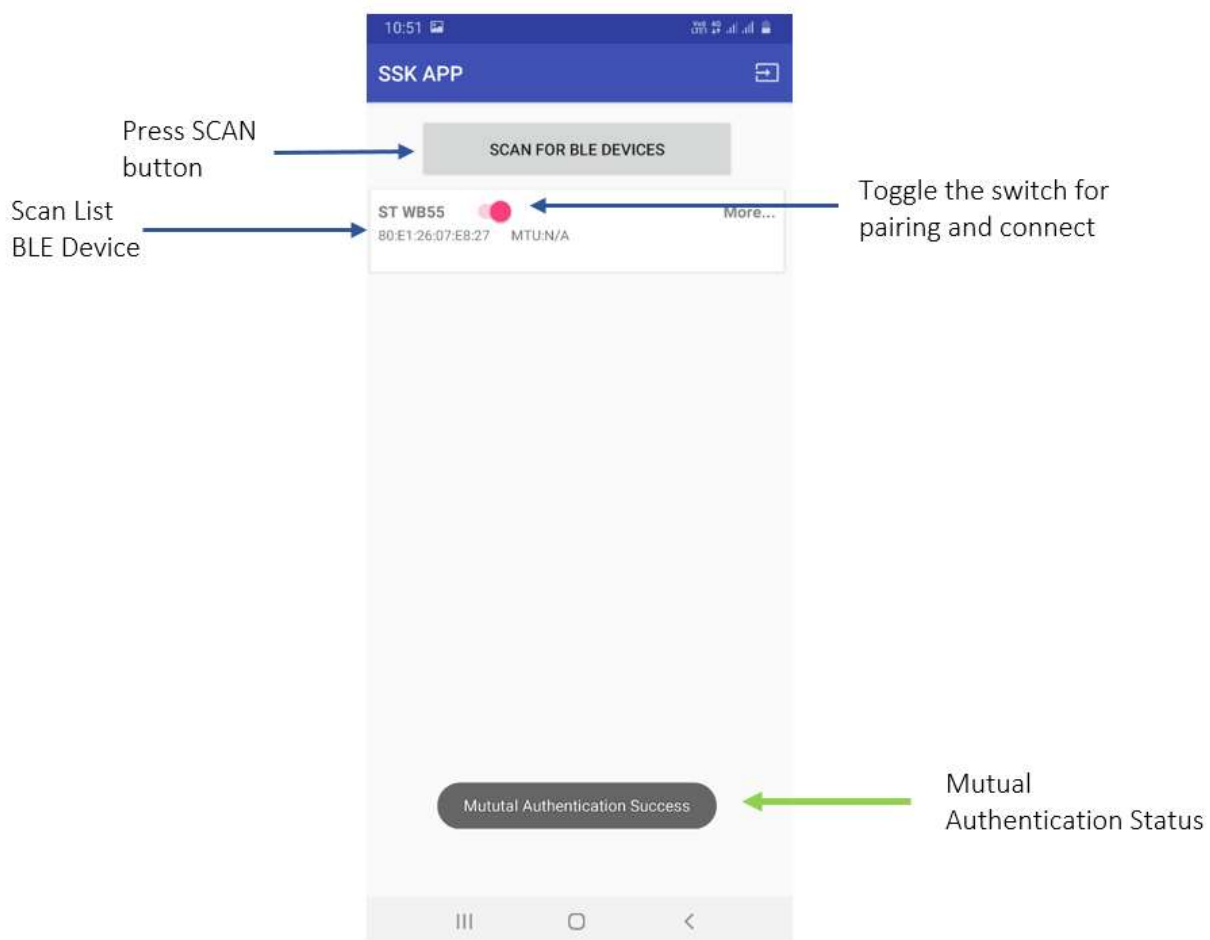 10:51
SSK APP
Press SCAN
button
SCAN FOR BLE DEVICES
Scan List
BLE Device
ST WB55
More...
80:E1:26:07:E8:27 MTU:N/A
Toggle the switch for
pairing and connect
Mututal Authentication Success
Mutual
Authentication Status